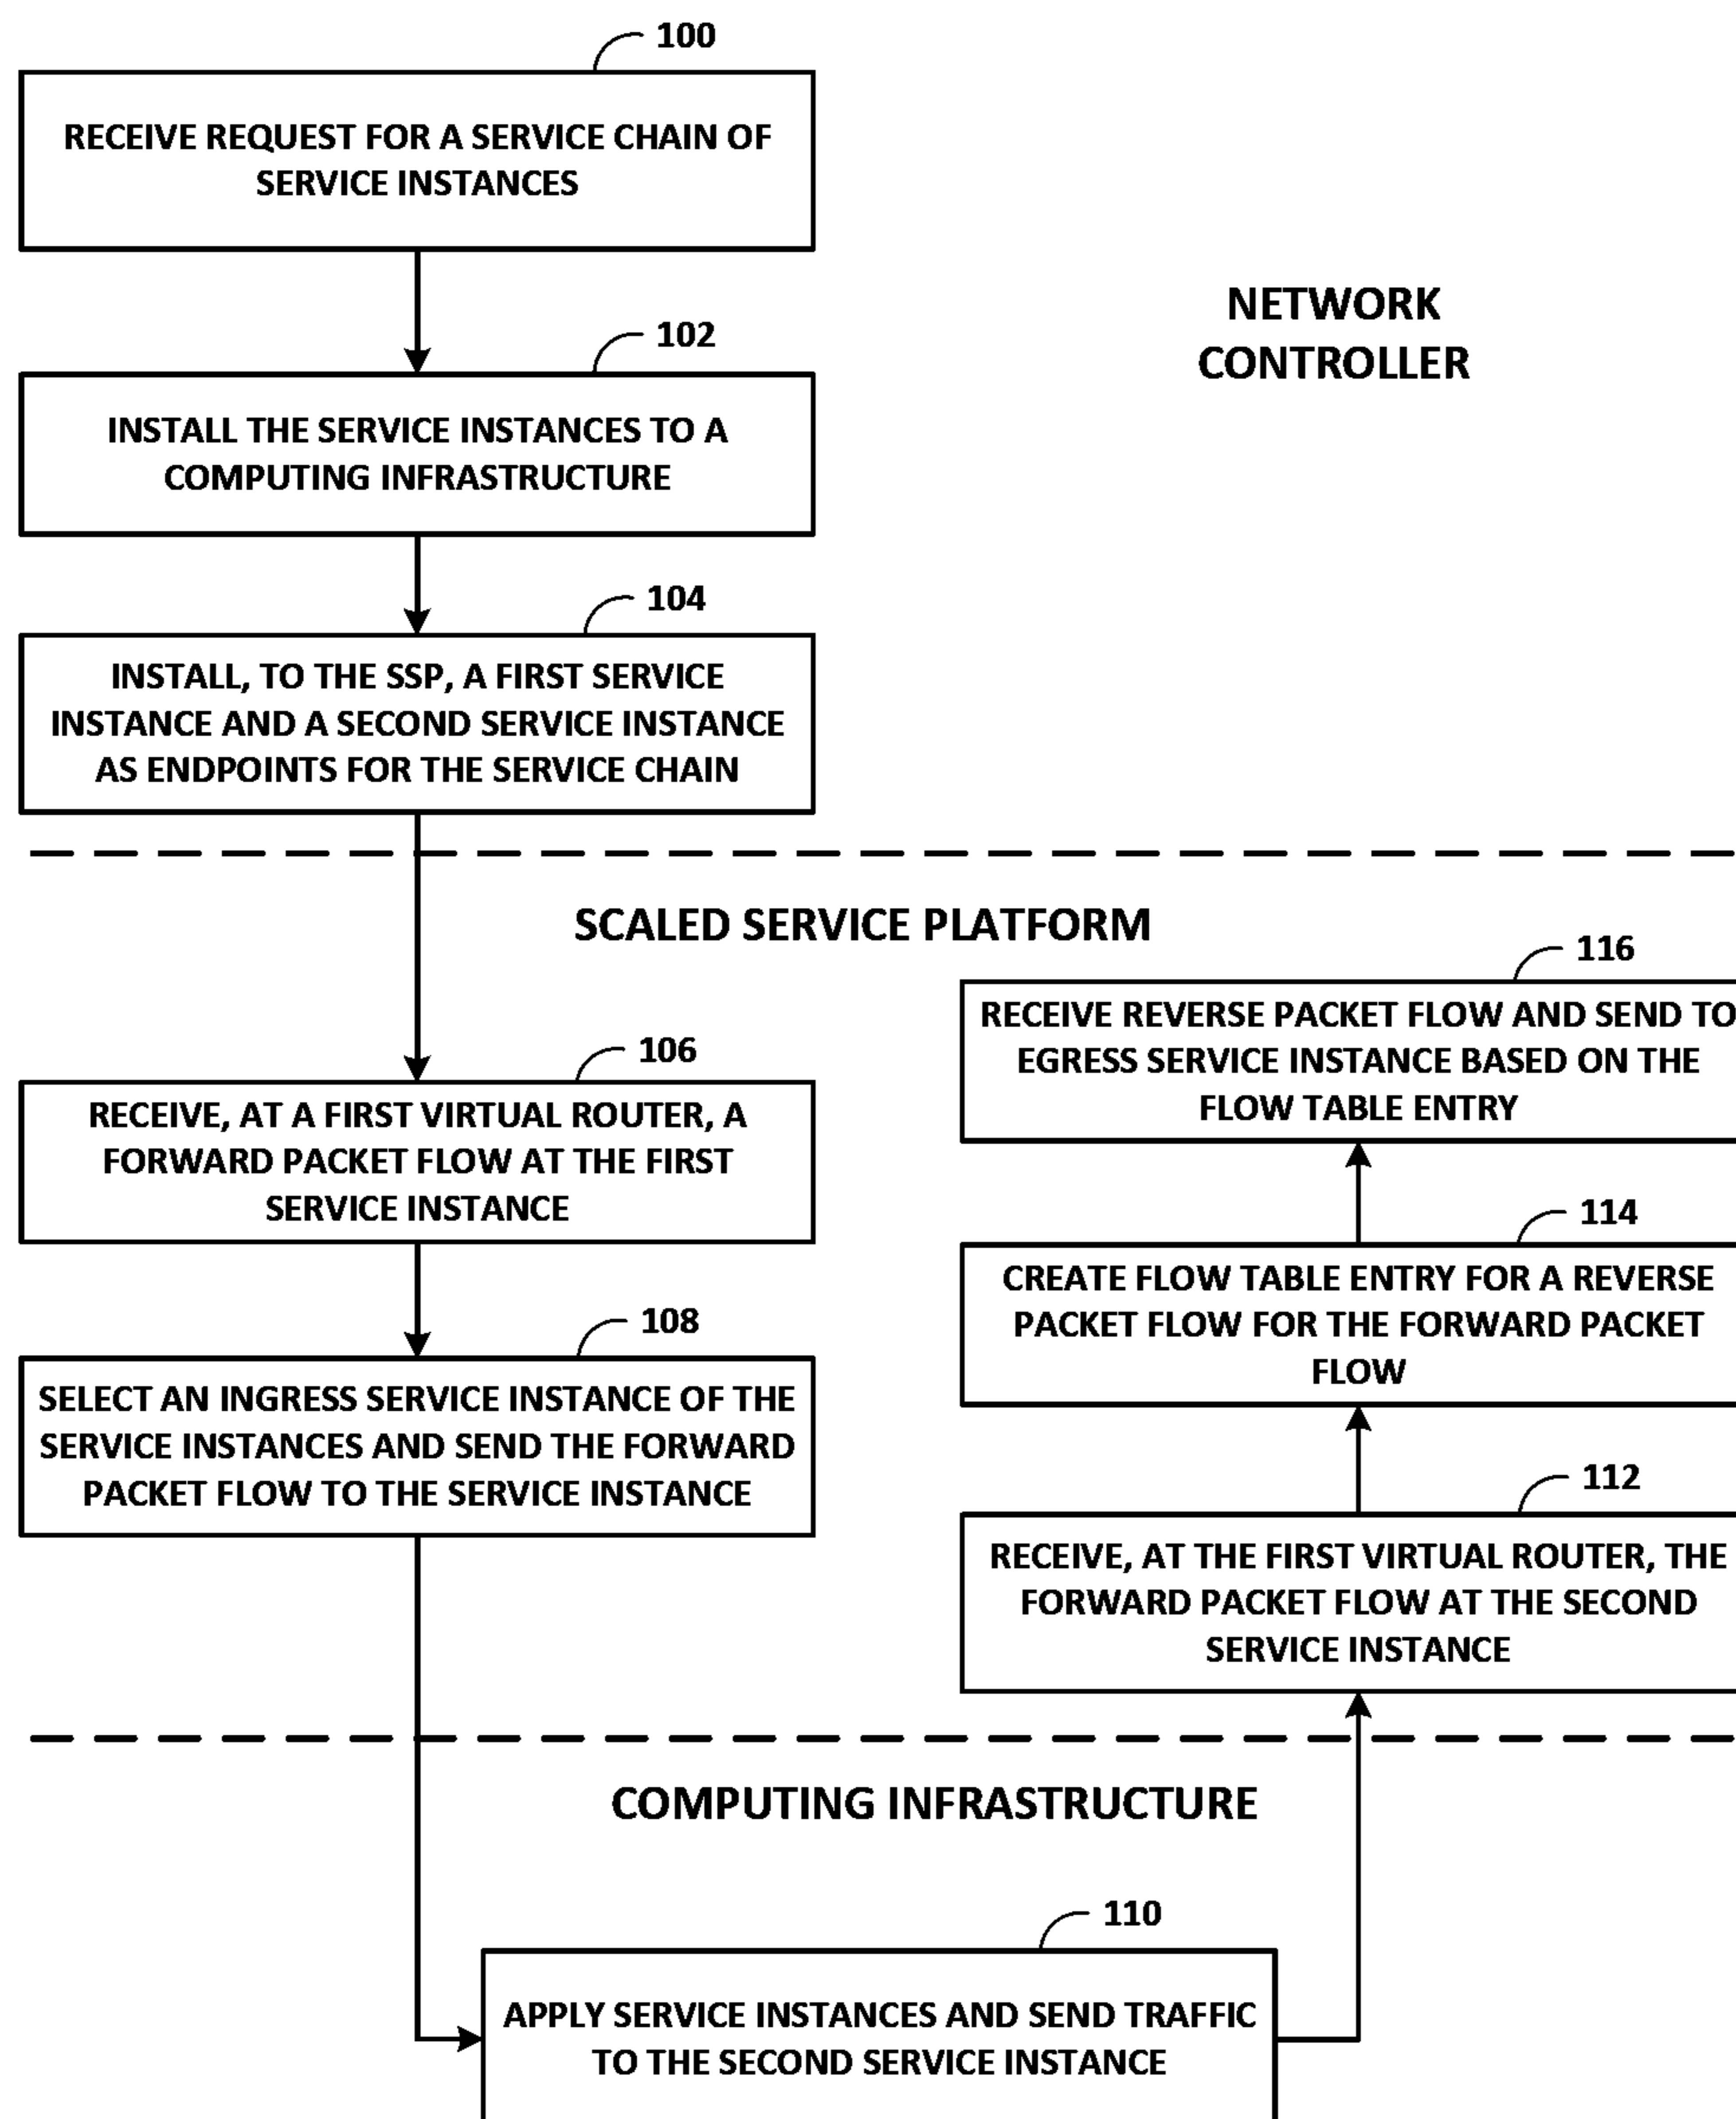 100
RECEIVE REQUEST FOR A SERVICE CHAIN OF
SERVICE INSTANCES
NETWORK
CONTROLLER
102
INSTALL THE SERVICE INSTANCES TO A
COMPUTING INFRASTRUCTURE
104
INSTALL, TO THE SSP, A FIRST SERVICE
INSTANCE AND A SECOND SERVICE INSTANCE
AS ENDPOINTS FOR THE SERVICE CHAIN
SCALED SERVICE PLATFORM
106
RECEIVE, AT A FIRST VIRTUAL ROUTER, A
FORWARD PACKET FLOW AT THE FIRST
SERVICE INSTANCE
108
SELECT AN INGRESS SERVICE INSTANCE OF THE
SERVICE INSTANCES AND SEND THE FORWARD
PACKET FLOW TO THE SERVICE INSTANCE
116
RECEIVE REVERSE PACKET FLOW AND SEND TO
EGRESS SERVICE INSTANCE BASED ON THE
FLOW TABLE ENTRY
114
CREATE FLOW TABLE ENTRY FOR A REVERSE
PACKET FLOW FOR THE FORWARD PACKET
FLOW
112
RECEIVE, AT THE FIRST VIRTUAL ROUTER, THE
FORWARD PACKET FLOW AT THE SECOND
SERVICE INSTANCE
COMPUTING INFRASTRUCTURE
110
APPLY SERVICE INSTANCES AND SEND TRAFFIC
TO THE SECOND SERVICE INSTANCE